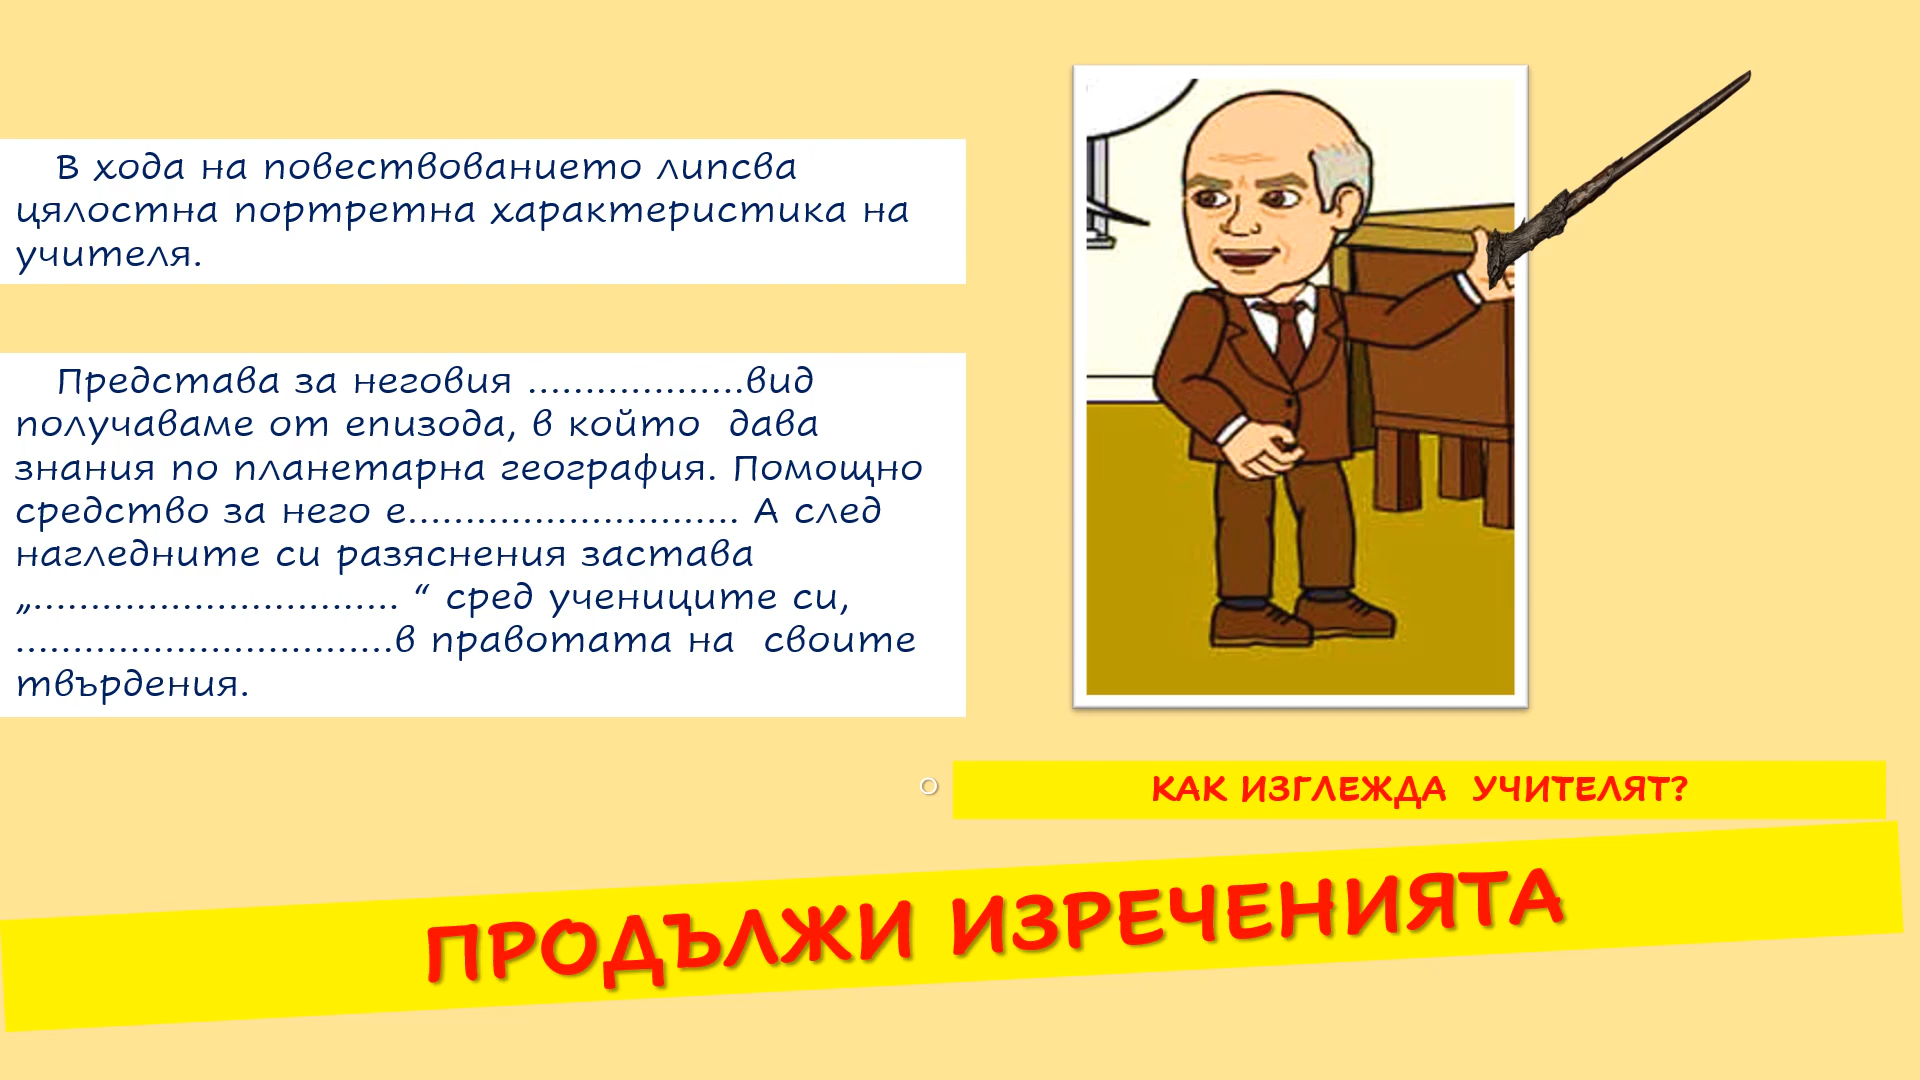 В хода на повествованието липсва
цялостна портретна характеристика на
учителя.
Представа за неговия ...................вид
получаваме от епизода, в който дава
знания по планетарна география. Помощно
средство за него е............................. А след
нагледните си разяснения застава
„................................ “ сред учениците си,
.................................в правотата на своите
твърдения.
КАК ИЗГЛЕЖДА УЧИТЕЛЯТ?
ПРОДЪЛЖИ ИЗРЕЧЕНИЯТА